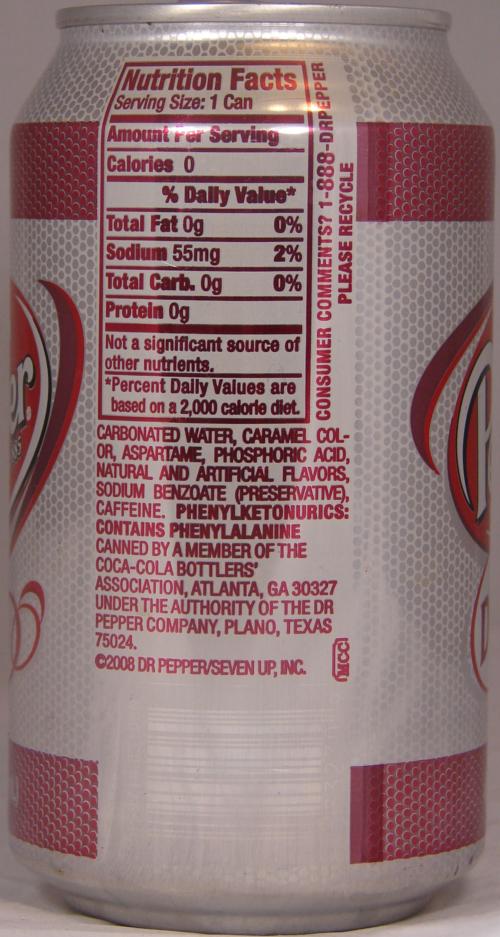 Nutrition Facts
Serving Size: 1 Can
Amount Per Serving
Calories 0
% Daily Value*
Total Fat 0g 0%
Sodium 55mg 2%
Total Carb. 0g 0%
Protein 0g
Not a significant source of
other nutrients.
*Percent Daily Values are
based on a 2,000 calorie diet.
CONSUMER COMMENTS? 1-888-DRPEPPER
PLEASE RECYCLE
CARBONATED WATER, CARAMEL COL-
OR, ASPARTAME, PHOSPHORIC ACID,
NATURAL AND ARTIFICIAL FLAVORS,
SODIUM BENZOATE (PRESERVATIVE),
CAFFEINE. PHENYLKETONURICS:
CONTAINS PHENYLALANINE
CANNED BY A MEMBER OF THE
COCA-COLA BOTTLERS'
ASSOCIATION, ATLANTA, GA 30327
UNDER THE AUTHORITY OF THE DR
PEPPER COMPANY, PLANO, TEXAS
75024.
©2008 DR PEPPER/SEVEN UP, INC.
MCC